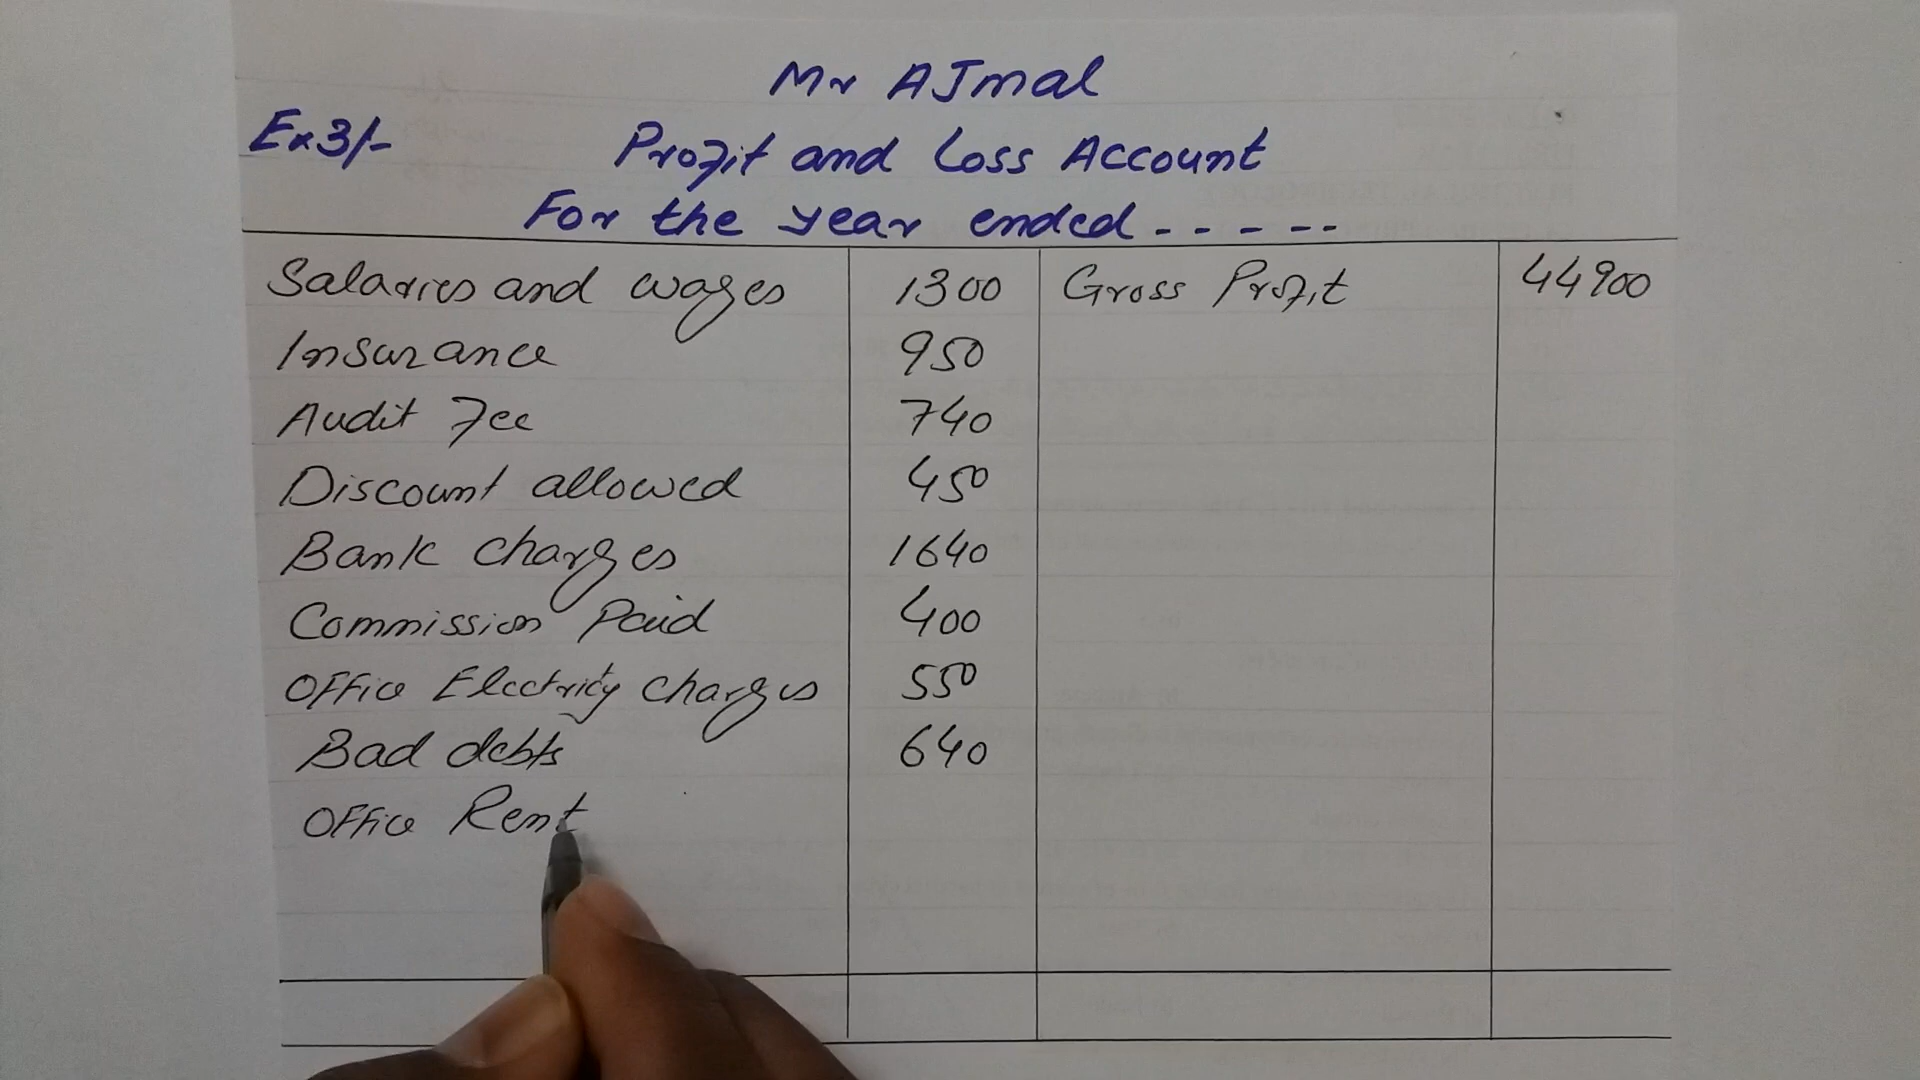 Mr AJmal
Ex3/-
Profit and Loss Account
For the year ended -----
Salaries and wages 1300 Gross Profit 44900
Insurance 950
Audit Fee 740
Discount allowed 450
Bank charges 1640
Commission Paid 400
Office Electricity charges 550
Bad debts 640
Office Rent